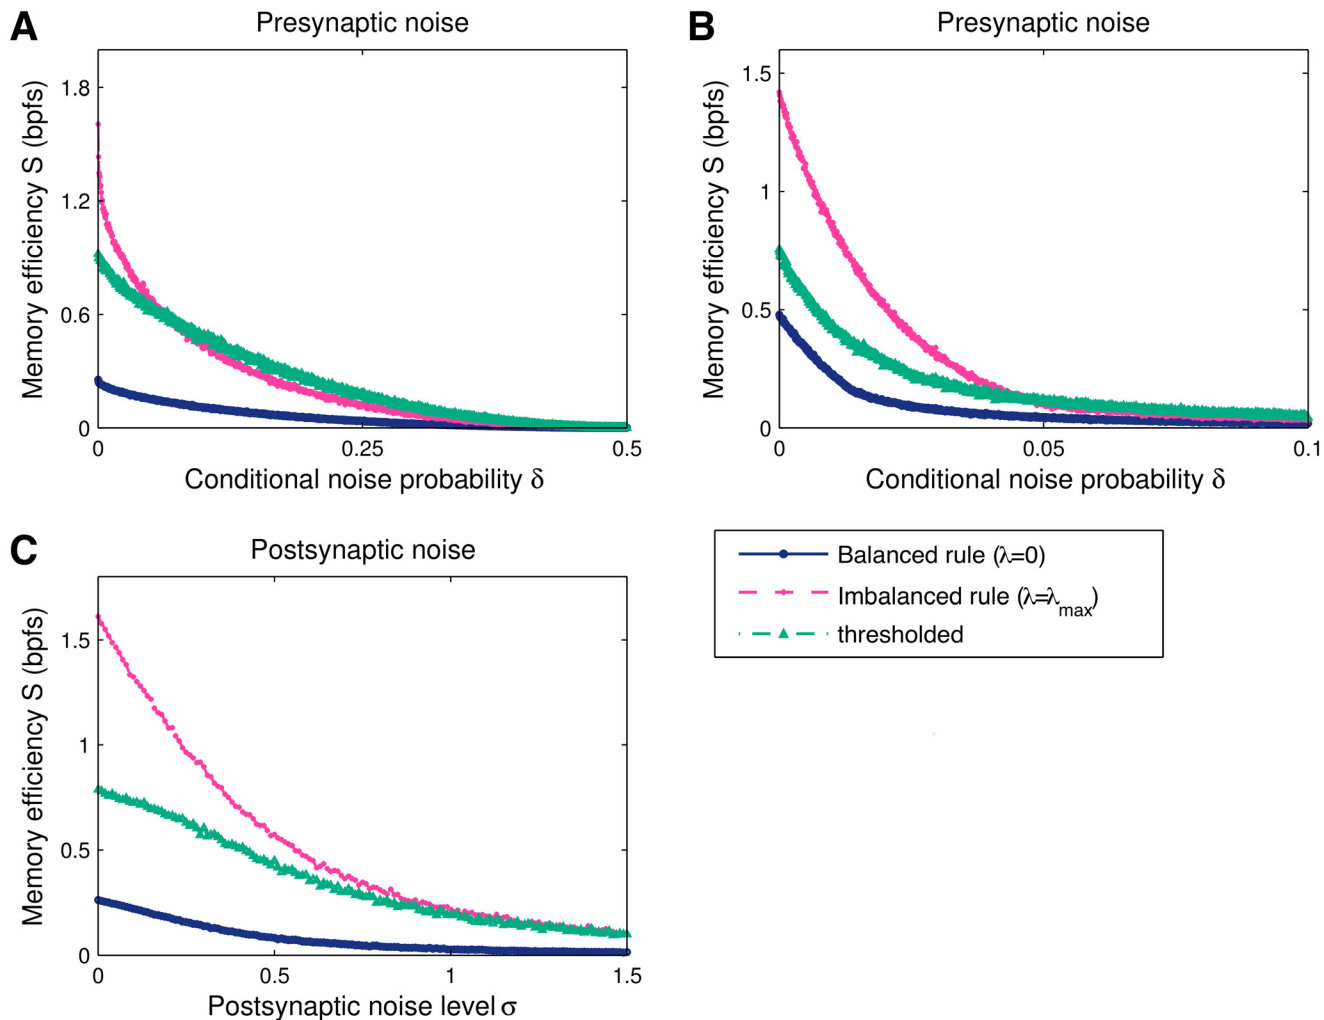 A
Presynaptic noise
1.8
1.2
0.6
0
0
0.25
0.5
Memory efficiency S (bpfs)
Conditional noise probability δ
B
Presynaptic noise
1.5
1
0.5
0
0
0.05
0.1
Memory efficiency S (bpfs)
Conditional noise probability δ
C
Postsynaptic noise
1.5
1
0.5
0
0
0.5
1
1.5
Memory efficiency S (bpfs)
Postsynaptic noise level σ
Balanced rule (λ=0)
Imbalanced rule (λ=λmax)
thresholded